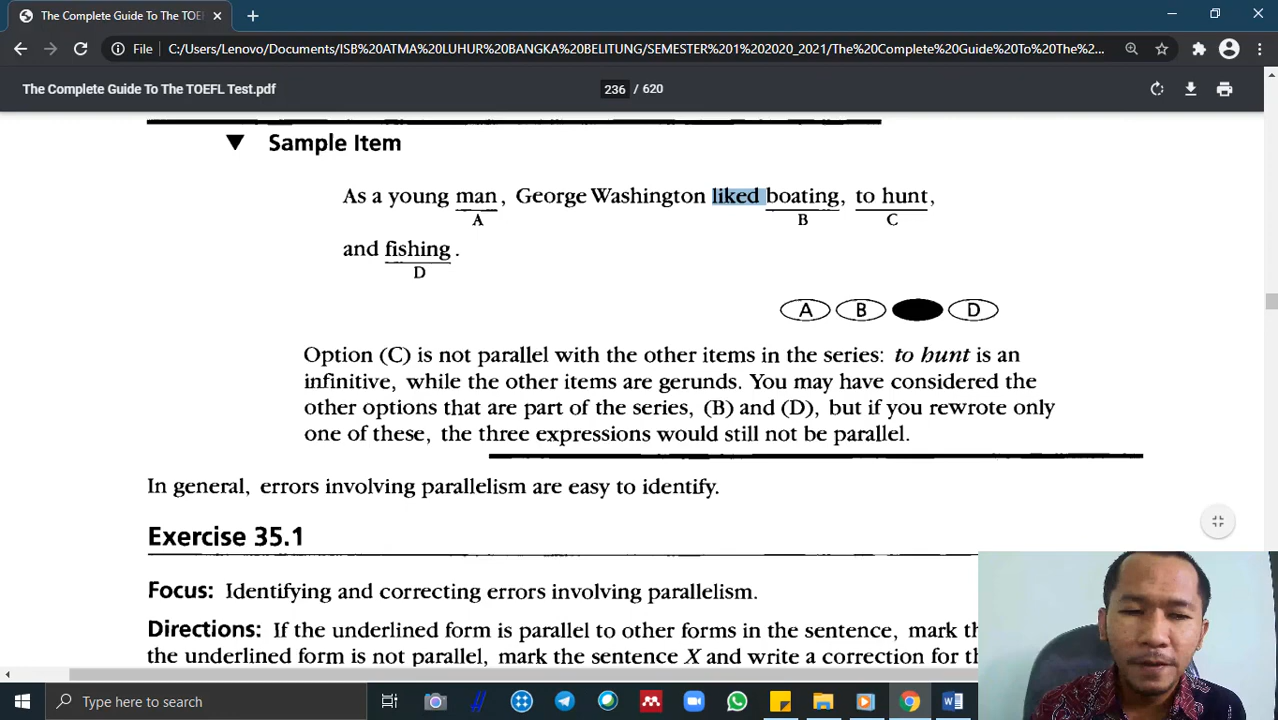 The Complete Guide To The TOE
File C:/Users/Lenovo/Documents/ISB%20ATMA%20LUHUR%20BANGKA%20BELITUNG/SEMESTER%201%202020_2021/The%20Complete%20Guide%20To%20The%2...
The Complete Guide To The TOEFL Test.pdf
236 / 620
▼ Sample Item
As a young man, George Washington liked boating, to hunt,
A B C
and fishing.
D
A B D
Option (C) is not parallel with the other items in the series: to hunt is an
infinitive, while the other items are gerunds. You may have considered the
other options that are part of the series, (B) and (D), but if you rewrote only
one of these, the three expressions would still not be parallel.
In general, errors involving parallelism are easy to identify.
Exercise 35.1
Focus: Identifying and correcting errors involving parallelism.
Directions: If the underlined form is parallel to other forms in the sentence, mark
the underlined form is not parallel, mark the sentence X and write a correction for
Type here to search